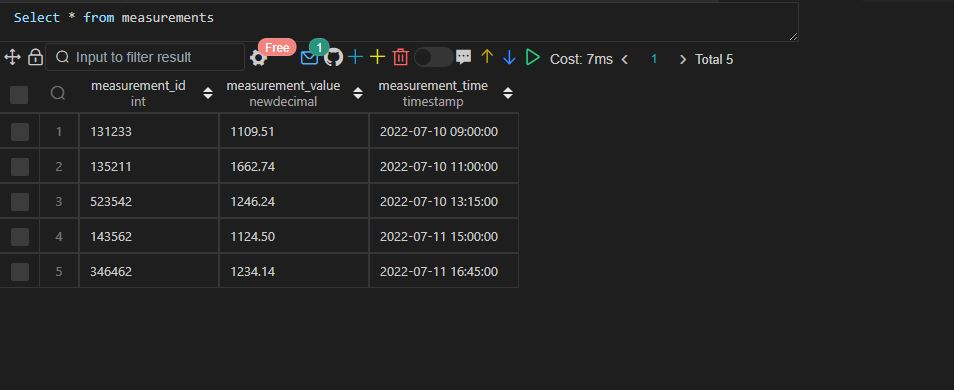 Select * from measurements
Free
1
Input to filter result
Cost: 7ms < 1 > Total 5
measurement_id measurement_value measurement_time
int newdecimal timestamp
1 131233 1109.51 2022-07-10 09:00:00
2 135211 1662.74 2022-07-10 11:00:00
3 523542 1246.24 2022-07-10 13:15:00
4 143562 1124.50 2022-07-11 15:00:00
5 346462 1234.14 2022-07-11 16:45:00